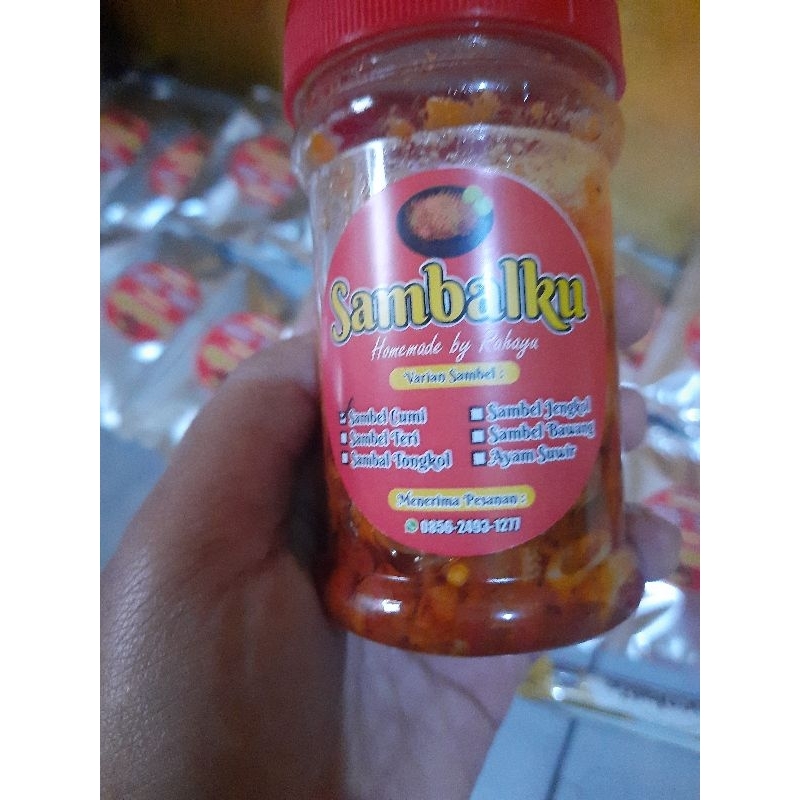 Sambalku
Homemade by Rahayu
Varian Sambel :
Sambel Cumi
Sambel Teri
Sambal Tongkol
Sambel Jengkol
Sambel Bawang
Ayam Suwir
Menerima Pesanan :
0856-2493-1277